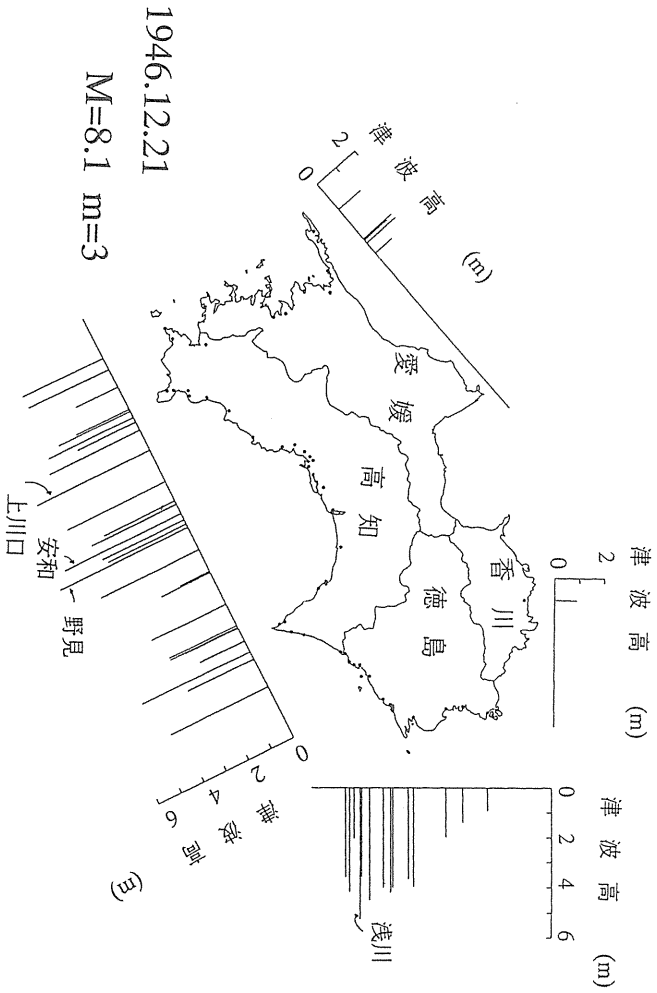 1946.12.21
M=8.1 m=3
津波高 (m)
2
0
愛媛
高知
香川
徳島
津波高 (m)
2
0
津波高 (m)
0
2
4
6
浅川
津波高 (m)
0
2
4
6
上川口
安和
野見